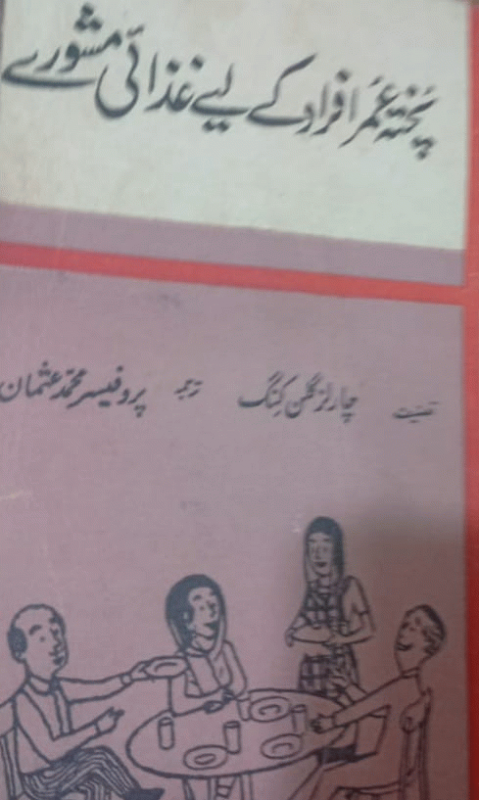 پختہ عمر افراد کے لیے غذائی مشورے
تصنیف چارلز گلن کنگ ترجمہ پروفیسر محمد عثمان